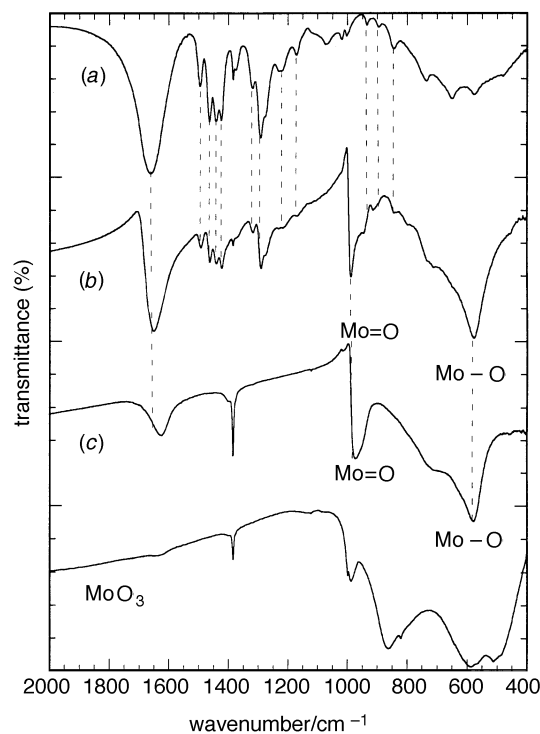 (a)
(b)
Mo=O
Mo – O
(c)
Mo=O
Mo – O
MoO3
2000 1800 1600 1400 1200 1000 800 600 400
wavenumber/cm –1
transmittance (%)